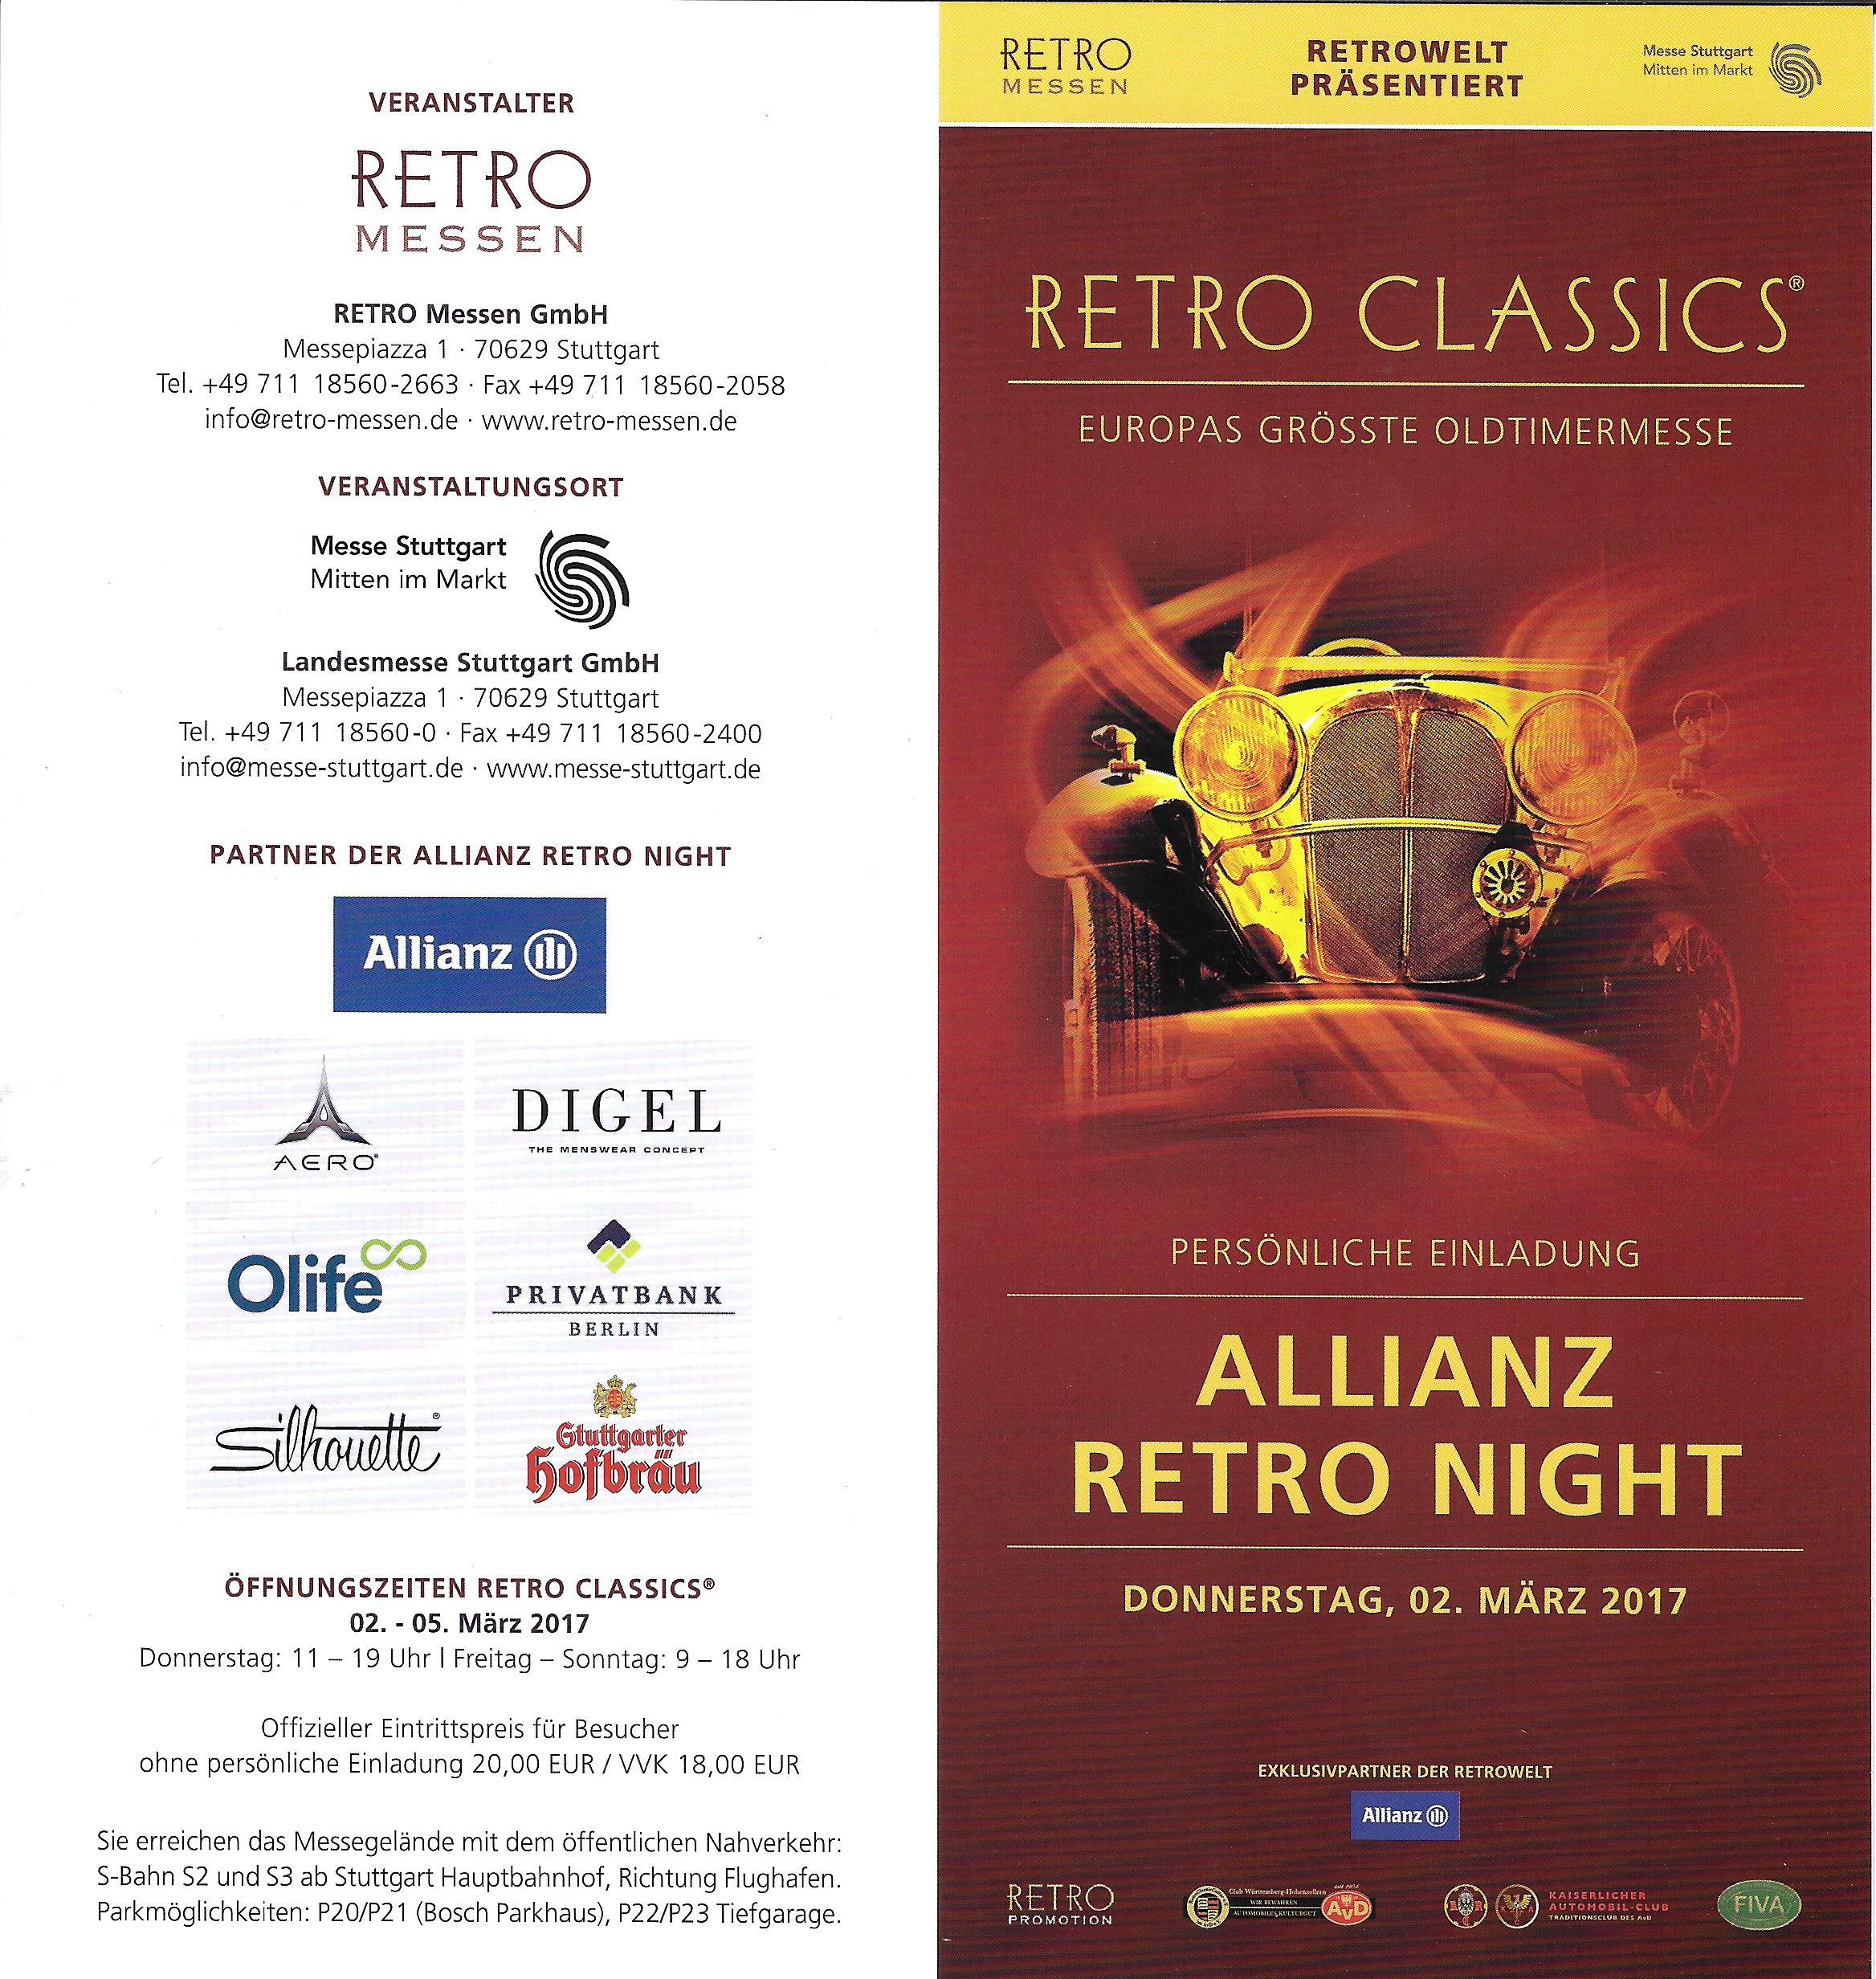 VERANSTALTER
RETRO
MESSEN
RETRO Messen GmbH
Messepiazza 1 · 70629 Stuttgart
Tel. +49 711 18560-2663 · Fax +49 711 18560-2058
info@retro-messen.de · www.retro-messen.de
VERANSTALTUNGSORT
Messe Stuttgart
Mitten im Markt
Landesmesse Stuttgart GmbH
Messepiazza 1 · 70629 Stuttgart
Tel. +49 711 18560-0 · Fax +49 711 18560-2400
info@messe-stuttgart.de · www.messe-stuttgart.de
PARTNER DER ALLIANZ RETRO NIGHT
Allianz
AERO®
DIGEL
THE MENSWEAR CONCEPT
Olife
PRIVATBANK
BERLIN
Silhouette®
Stuttgarter
Hofbräu
ÖFFNUNGSZEITEN RETRO CLASSICS®
02. - 05. März 2017
Donnerstag: 11 – 19 Uhr I Freitag – Sonntag: 9 – 18 Uhr
Offizieller Eintrittspreis für Besucher
ohne persönliche Einladung 20,00 EUR / VVK 18,00 EUR
Sie erreichen das Messegelände mit dem öffentlichen Nahverkehr:
S-Bahn S2 und S3 ab Stuttgart Hauptbahnhof, Richtung Flughafen.
Parkmöglichkeiten: P20/P21 (Bosch Parkhaus), P22/P23 Tiefgarage.
RETRO
MESSEN
RETROWELT
PRÄSENTIERT
Messe Stuttgart
Mitten im Markt
RETRO CLASSICS®
EUROPAS GRÖSSTE OLDTIMERMESSE
PERSÖNLICHE EINLADUNG
ALLIANZ
RETRO NIGHT
DONNERSTAG, 02. MÄRZ 2017
EXKLUSIVPARTNER DER RETROWELT
Allianz
RETRO
PROMOTION
Club Württemberg-Hohenzollern
WIR BEWAHREN
AUTOMOBILES KULTURGUT
AvD
KAISERLICHER
AUTOMOBIL-CLUB
TRADITIONSCLUB DES AvD
FIVA